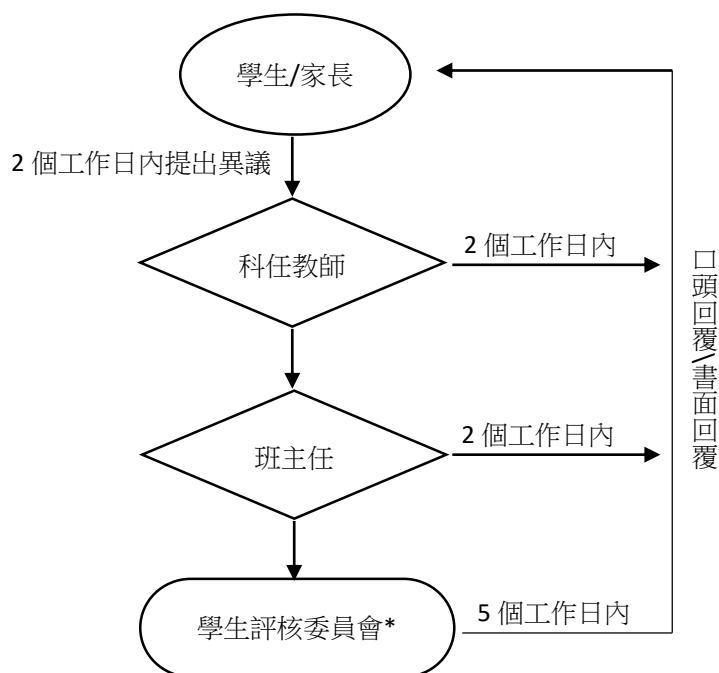 學生/家長
2 個工作日內提出異議
科任教師
2 個工作日內
班主任
2 個工作日內
學生評核委員會*
5 個工作日內
口頭回覆\書面回覆